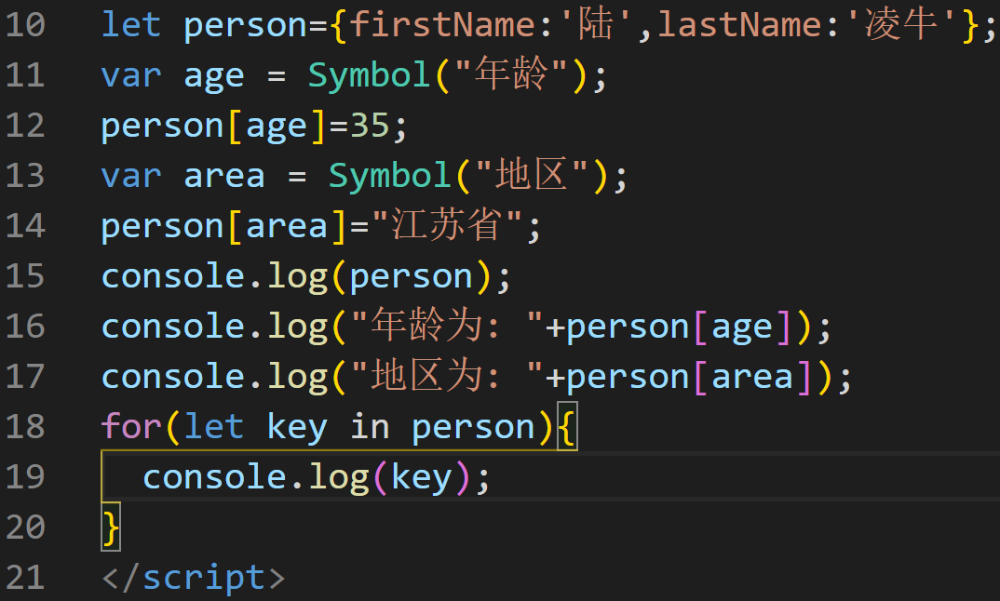 10 let person={firstName:'陆',lastName:'凌牛'};
11 var age = Symbol("年龄");
12 person[age]=35;
13 var area = Symbol("地区");
14 person[area]="江苏省";
15 console.log(person);
16 console.log("年龄为: "+person[age]);
17 console.log("地区为: "+person[area]);
18 for(let key in person){
19   console.log(key);
20 }
21 </script>